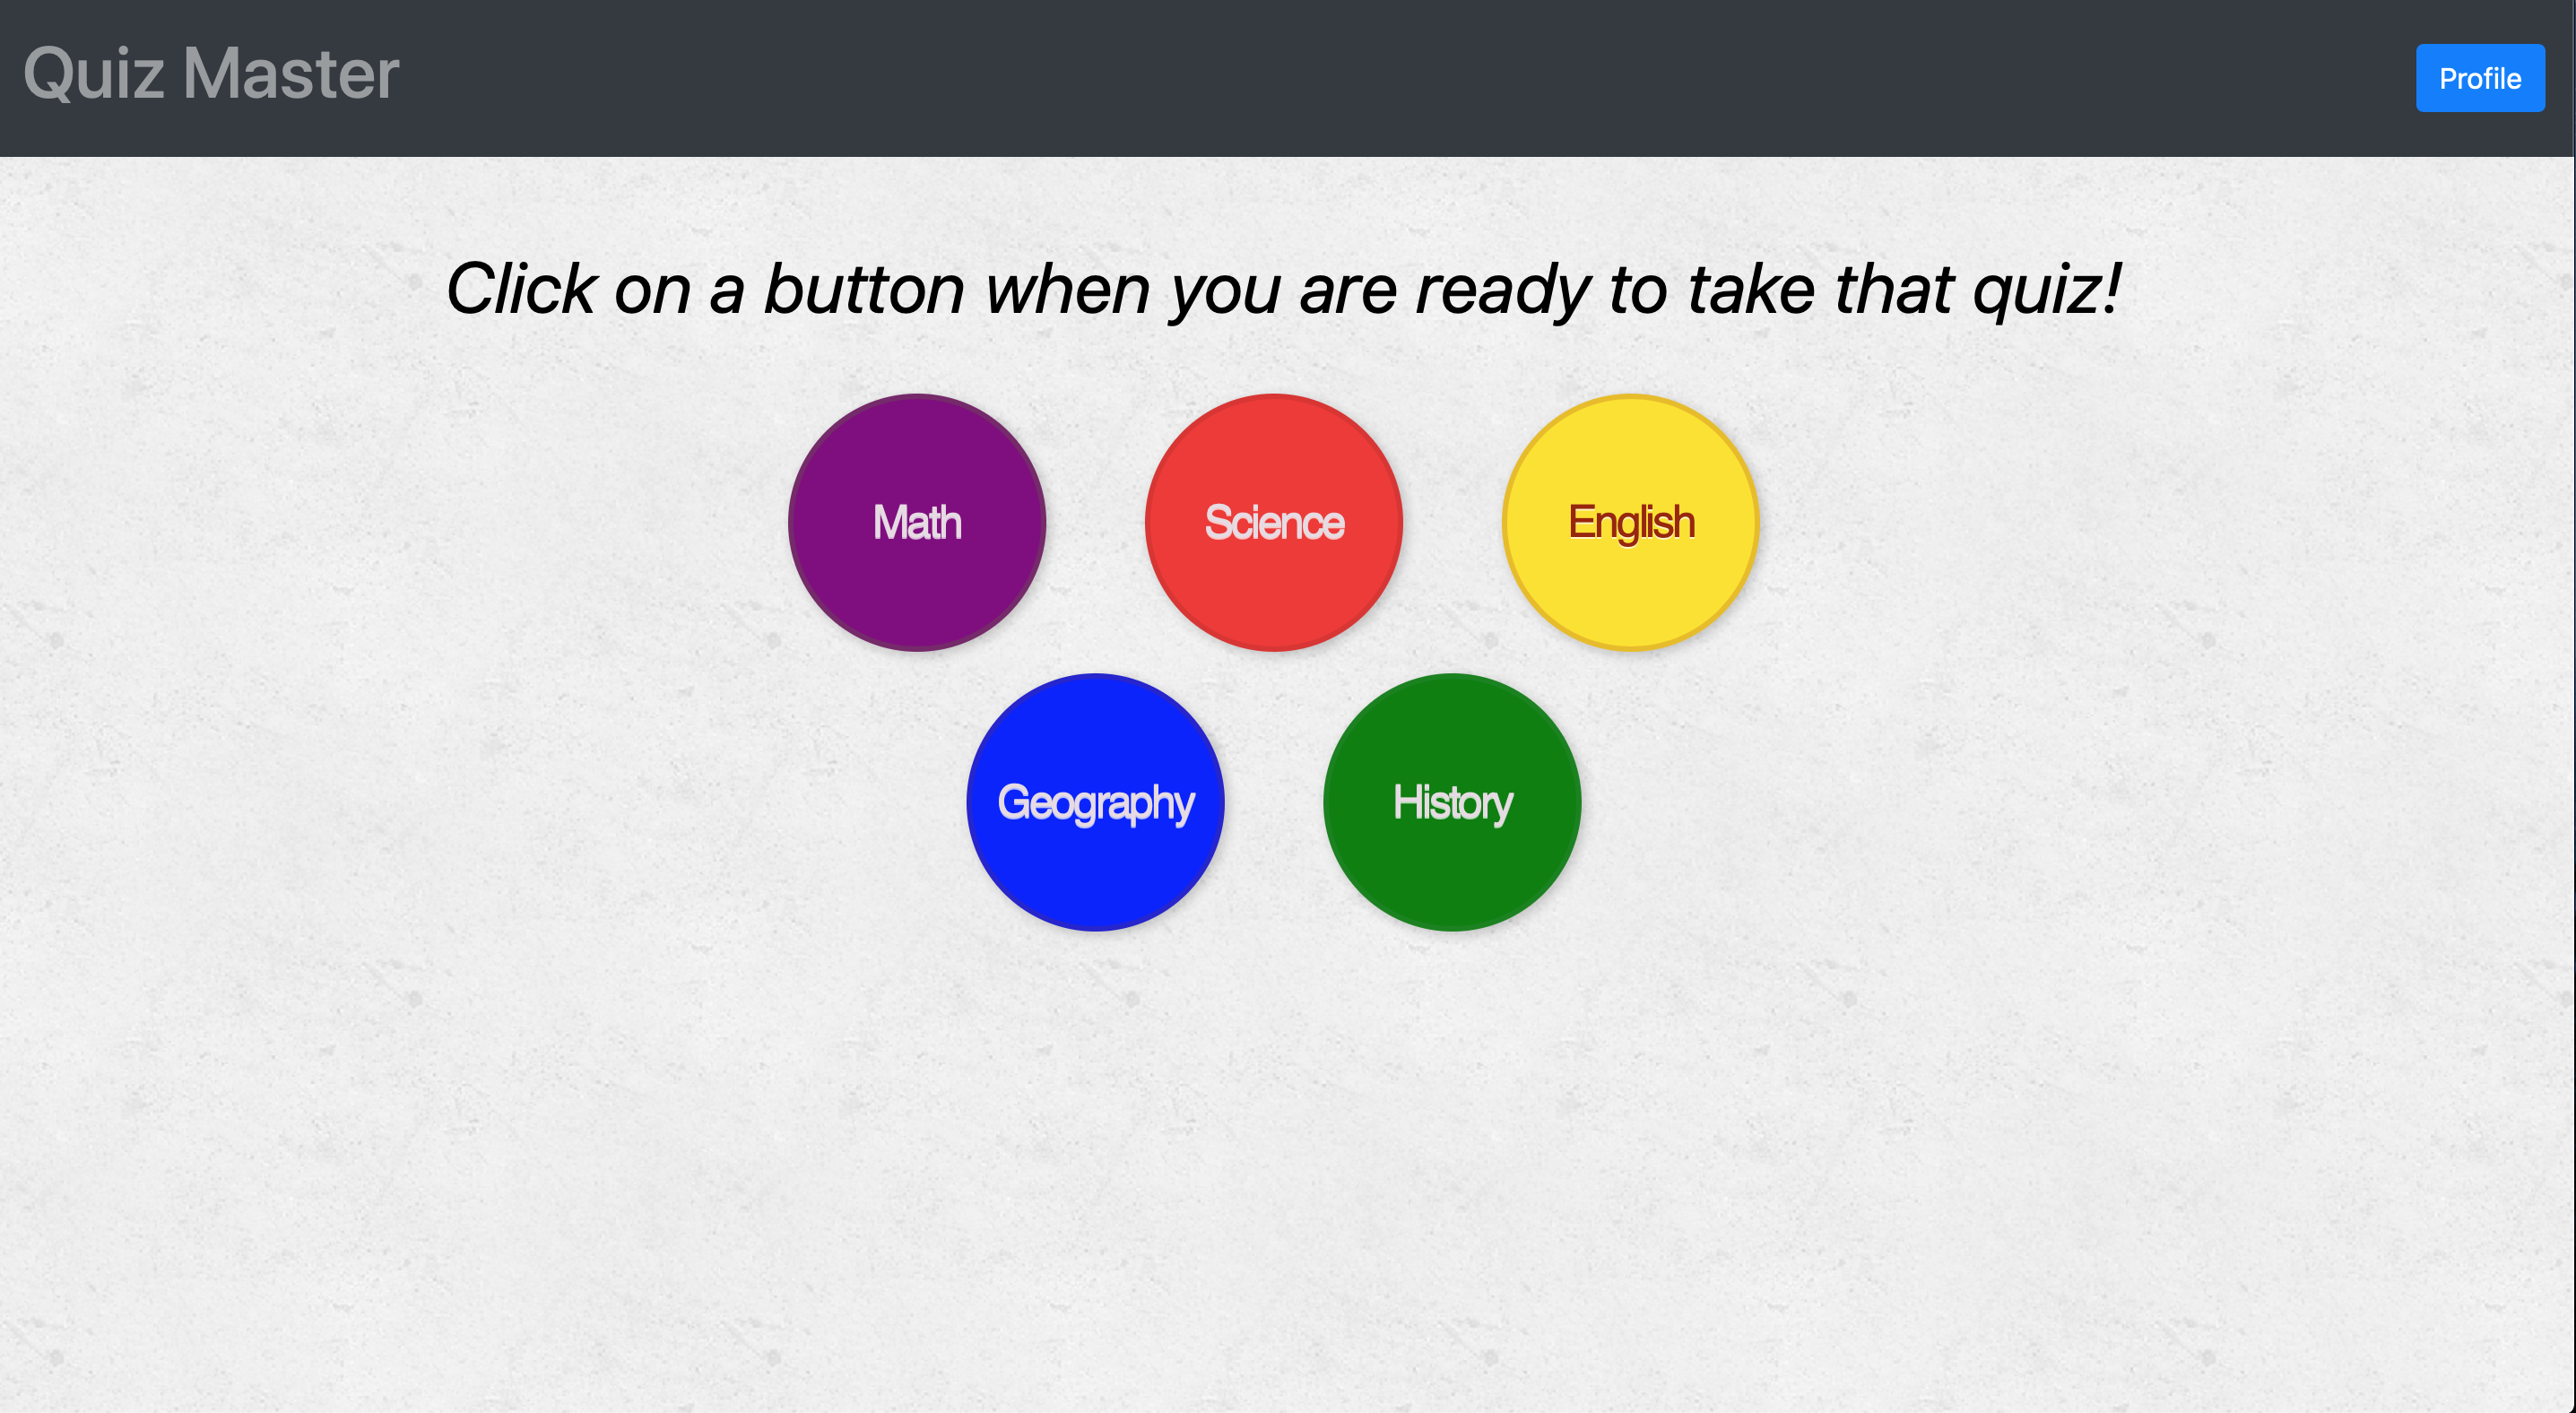 Quiz Master
Profile
Click on a button when you are ready to take that quiz!
Math
Science
English
Geography
History